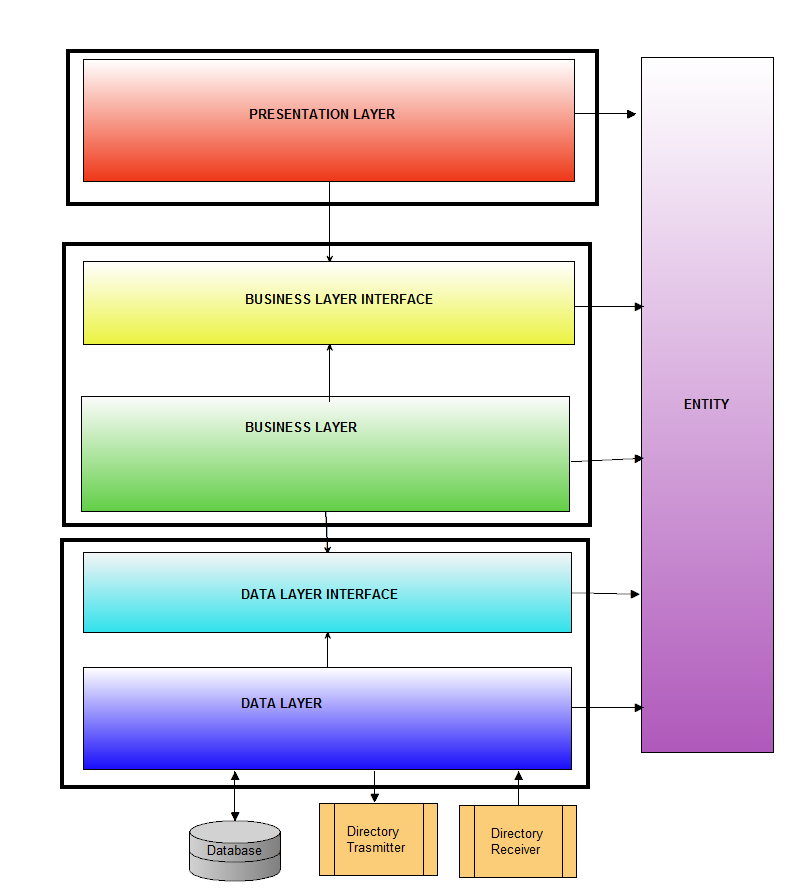 PRESENTATION LAYER
BUSINESS LAYER INTERFACE
ENTITY
BUSINESS LAYER
DATA LAYER INTERFACE
DATA LAYER
Database
Directory
Trasmitter
Directory
Receiver